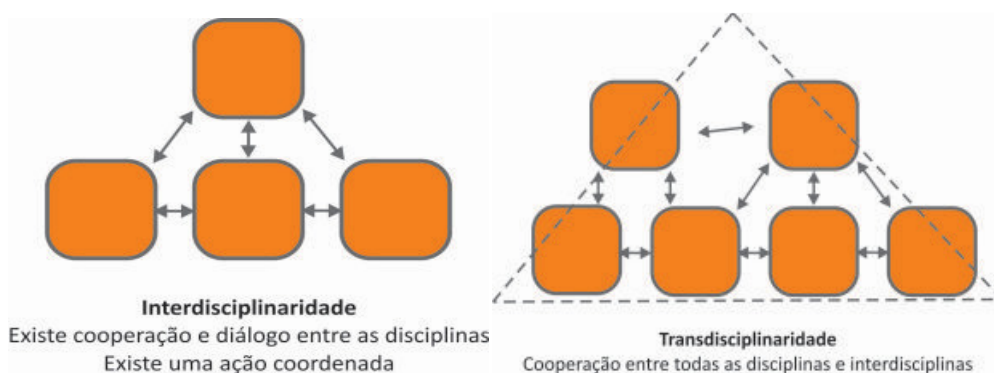 Interdisciplinaridade
Existe cooperação e diálogo entre as disciplinas
Existe uma ação coordenada
Transdisciplinaridade
Cooperação entre todas as disciplinas e interdisciplinas